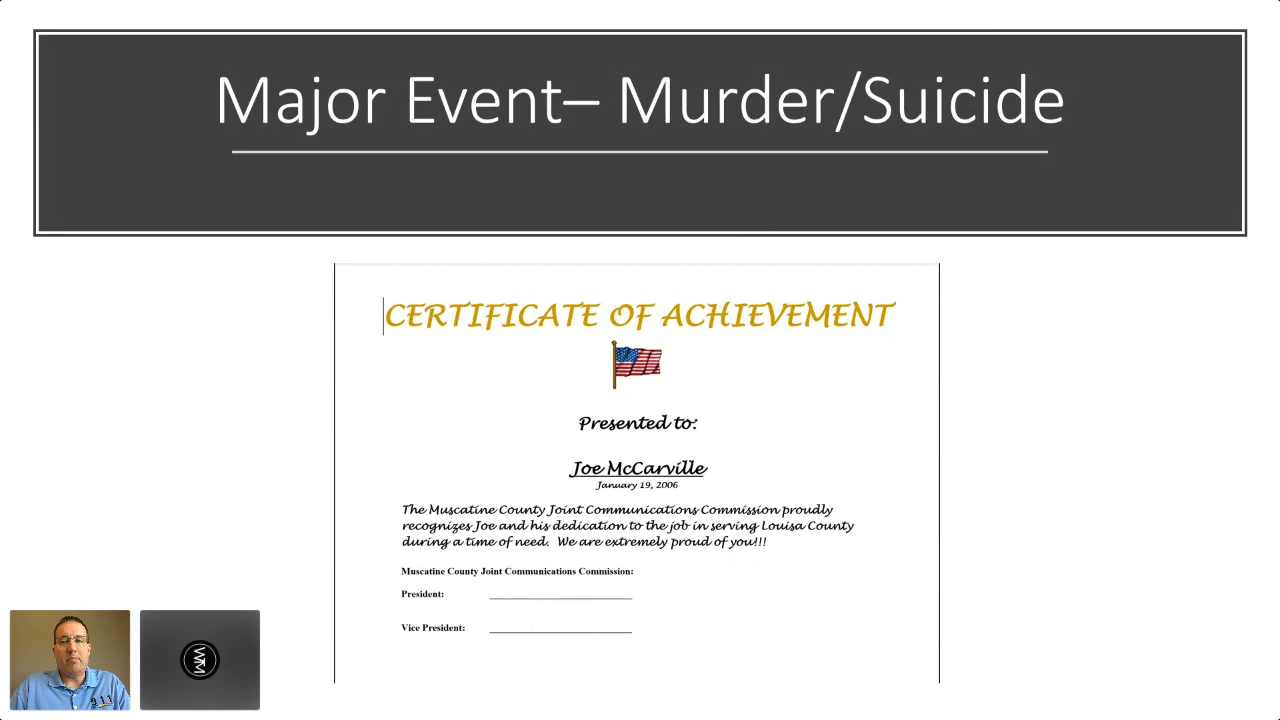 Major Event– Murder/Suicide
CERTIFICATE OF ACHIEVEMENT
Presented to:
Joe McCarville
January 19, 2006
The Muscatine County Joint Communications Commission proudly
recognizes Joe and his dedication to the job in serving Louisa County
during a time of need.  We are extremely proud of you!!!
Muscatine County Joint Communications Commission:
President:
Vice President:
911
WM